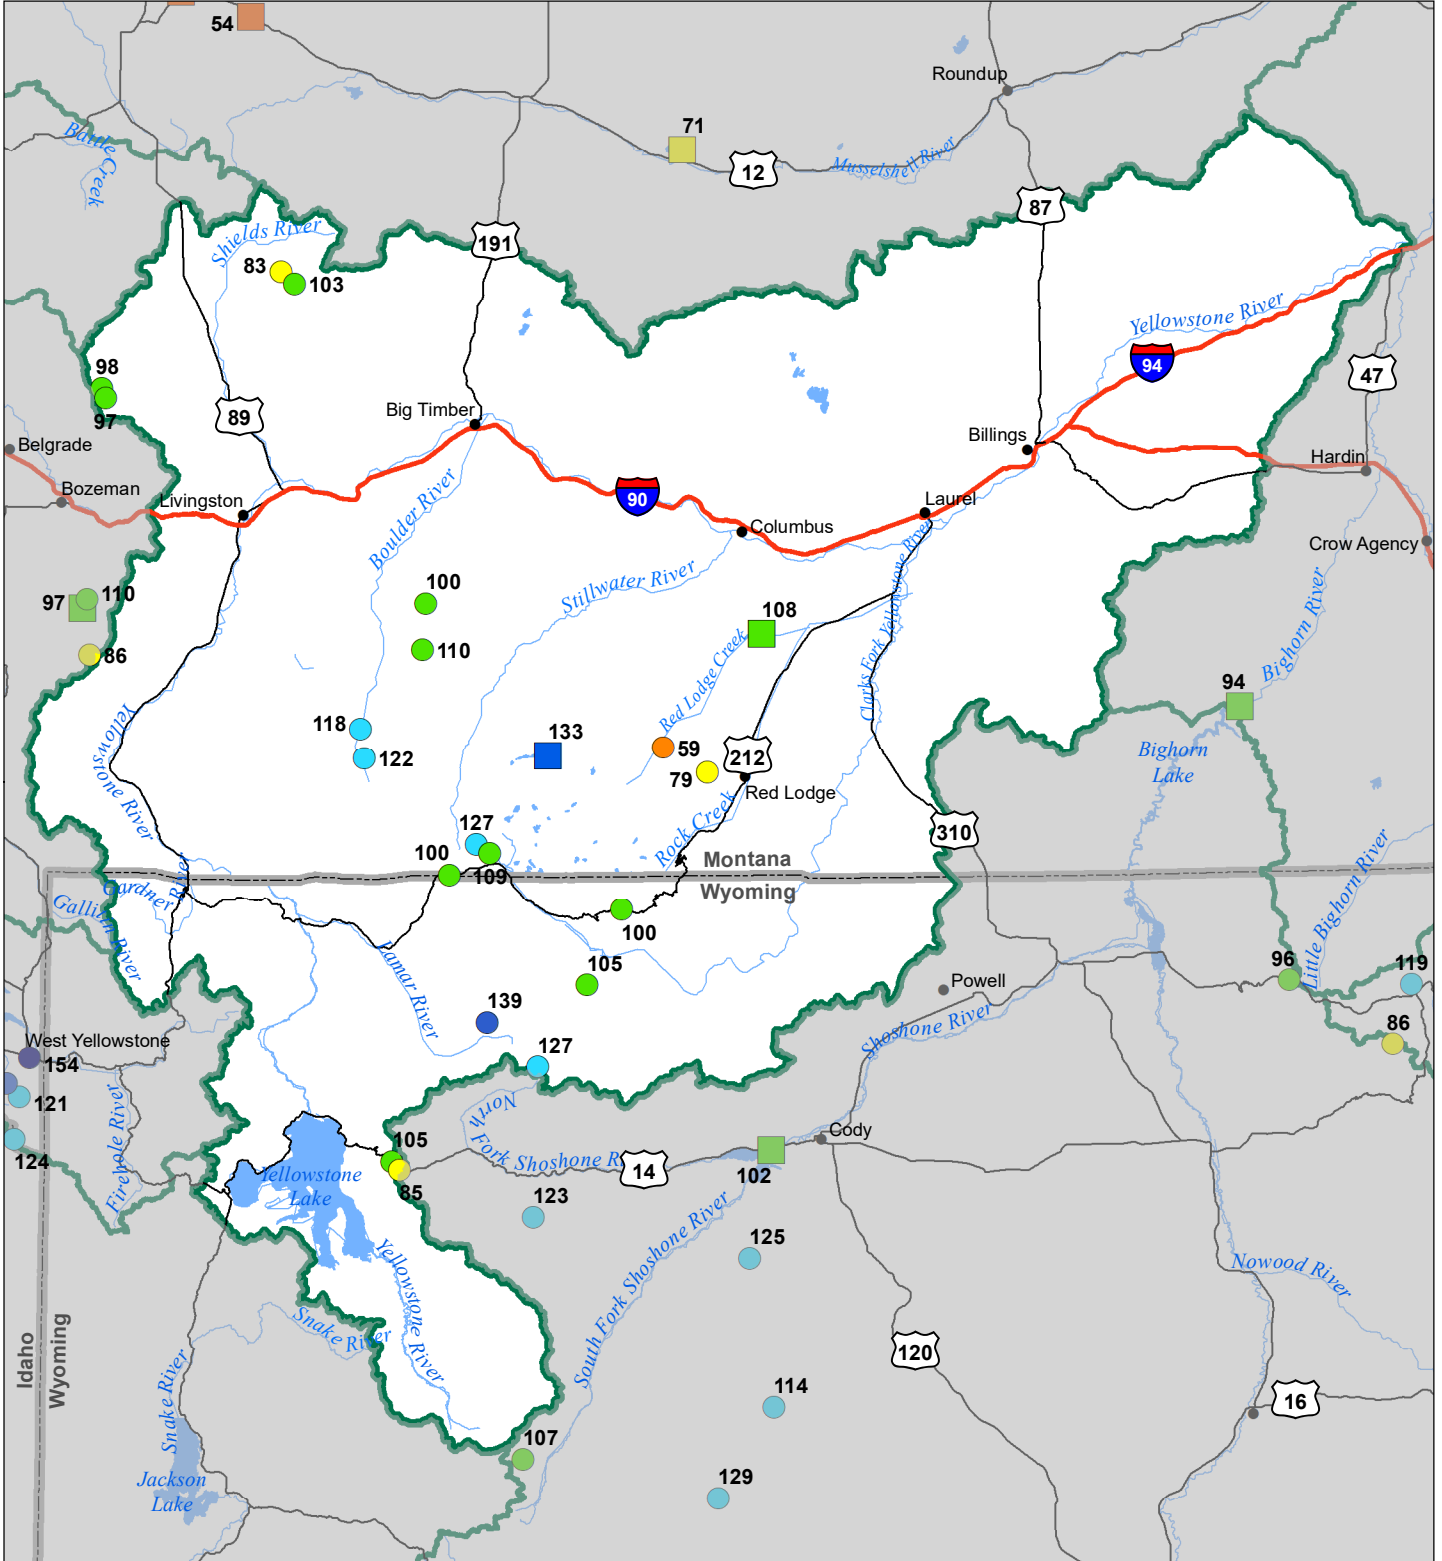 54
Roundup
Battle
Creek
71
12
Musselshell River
87
191
Shields River
83
103
Yellowstone River
94
47
98
97
89
Big Timber
Belgrade
Billings
Hardin
Bozeman
Livingston
90
Laurel
Columbus
Crow Agency
Boulder River
Stillwater River
Clarks Fork Yellowstone River
Bighorn River
100
97
110
108
110
86
Red Lodge Creek
94
118
133
59
Bighorn
Lake
122
79
212
Red Lodge
Yellowstone River
127
Rock Creek
310
100
109
Montana
Wyoming
Little Bighorn River
Gardner River
Gallatin River
100
Lamar River
105
Powell
96
119
139
Shoshone River
86
West Yellowstone
154
127
121
Firehole River
North
Fork Shoshone R
124
105
Cody
Yellowstone
Lake
14
102
85
123
125
South Fork Shoshone River
Nowood River
Yellowstone River
Snake River
Idaho
Wyoming
120
Snake River
114
16
107
Jackson
Lake
129